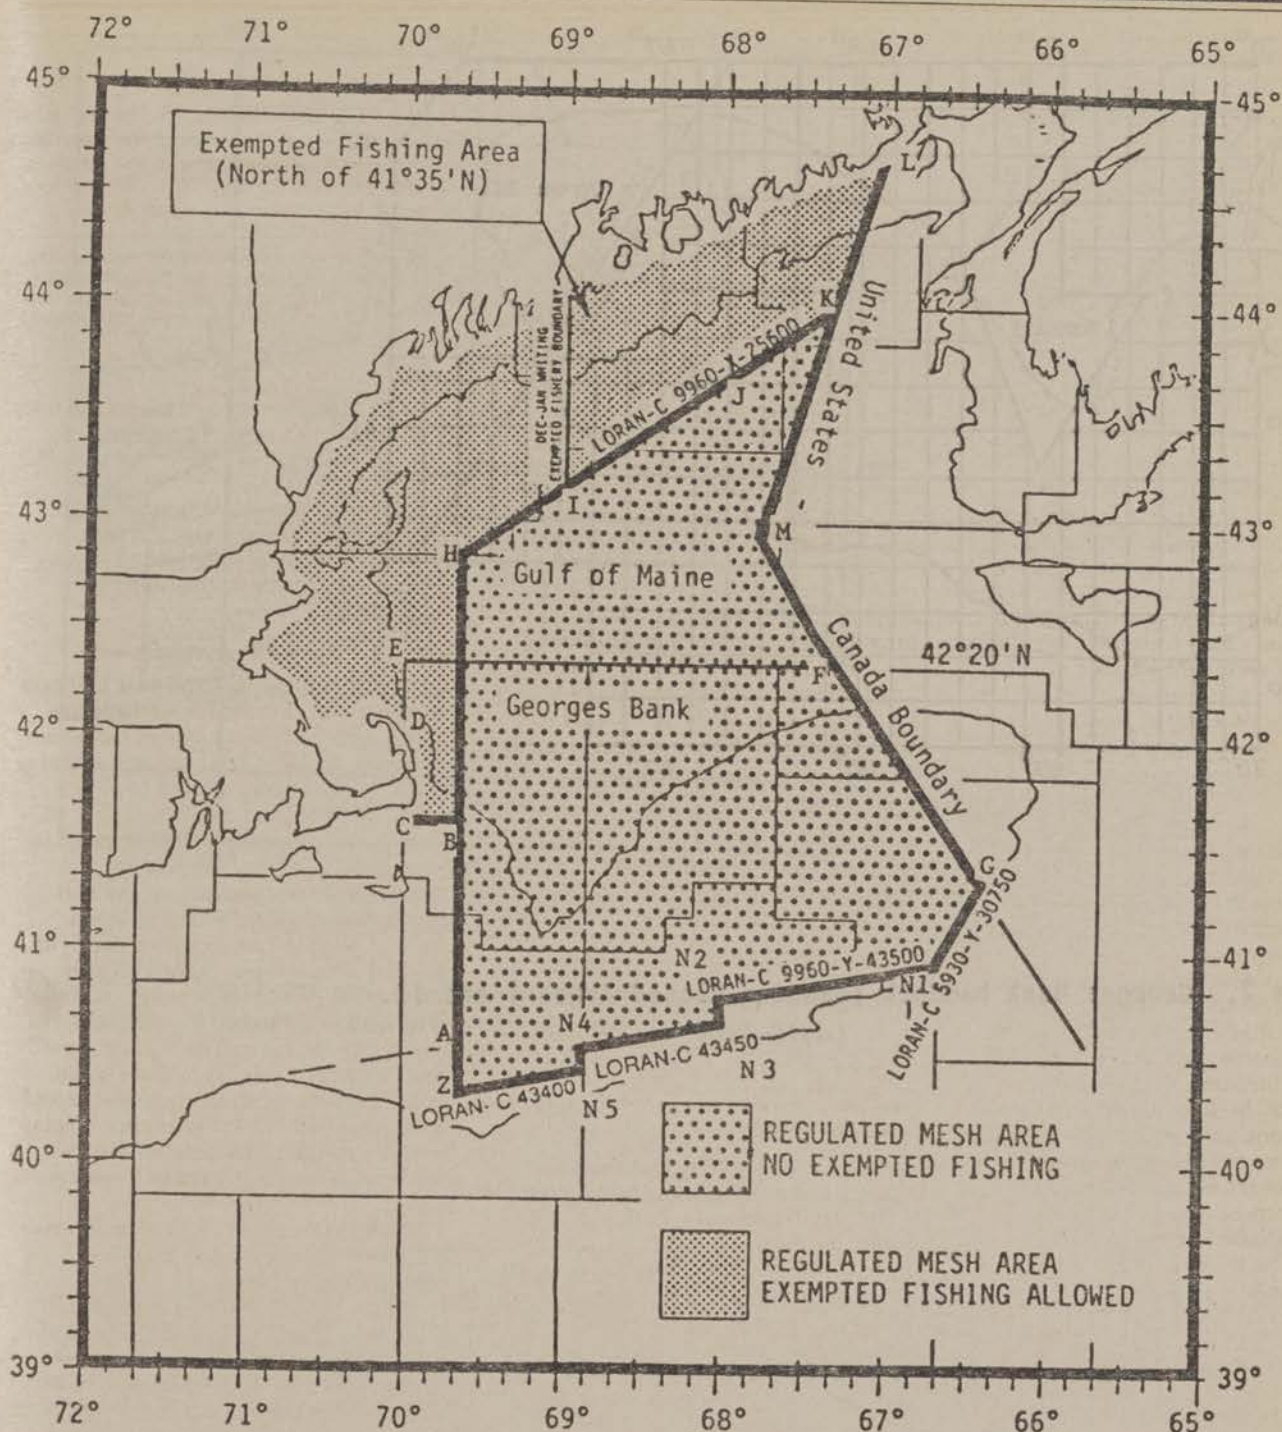 72° 71° 70° 69° 68° 67° 66° 65°
45°
45°
Exempted Fishing Area
(North of 41°35'N)
L
44°
44°
K
United States
DEC-JAN WHITING
EXEMPTED FISHERY BOUNDARY
LORAN-C 9960-X-25600
J
I
43°
43°
M
H
Gulf of Maine
E
F
42°20'N
Canada Boundary
D
Georges Bank
42°
42°
C
B
G
41°
41°
N2
LORAN-C 9960-Y-43500
N1
LORAN-C 5930-Y-30750
A
N4
LORAN-C 43450
N3
Z
LORAN-C 43400
N5
REGULATED MESH AREA
NO EXEMPTED FISHING
40°
40°
REGULATED MESH AREA
EXEMPTED FISHING ALLOWED
39°
39°
72° 71° 70° 69° 68° 67° 66° 65°